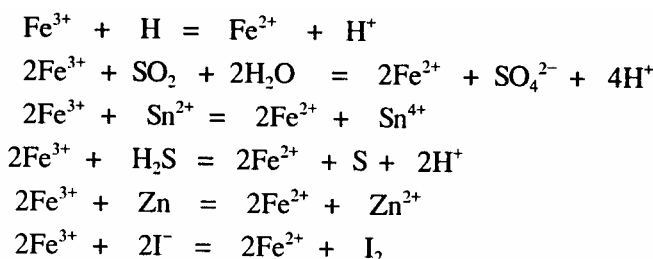 Fe³⁺ + H = Fe²⁺ + H⁺
2Fe³⁺ + SO₂ + 2H₂O = 2Fe²⁺ + SO₄²⁻ + 4H⁺
2Fe³⁺ + Sn²⁺ = 2Fe²⁺ + Sn⁴⁺
2Fe³⁺ + H₂S = 2Fe²⁺ + S + 2H⁺
2Fe³⁺ + Zn = 2Fe²⁺ + Zn²⁺
2Fe³⁺ + 2I⁻ = 2Fe²⁺ + I₂